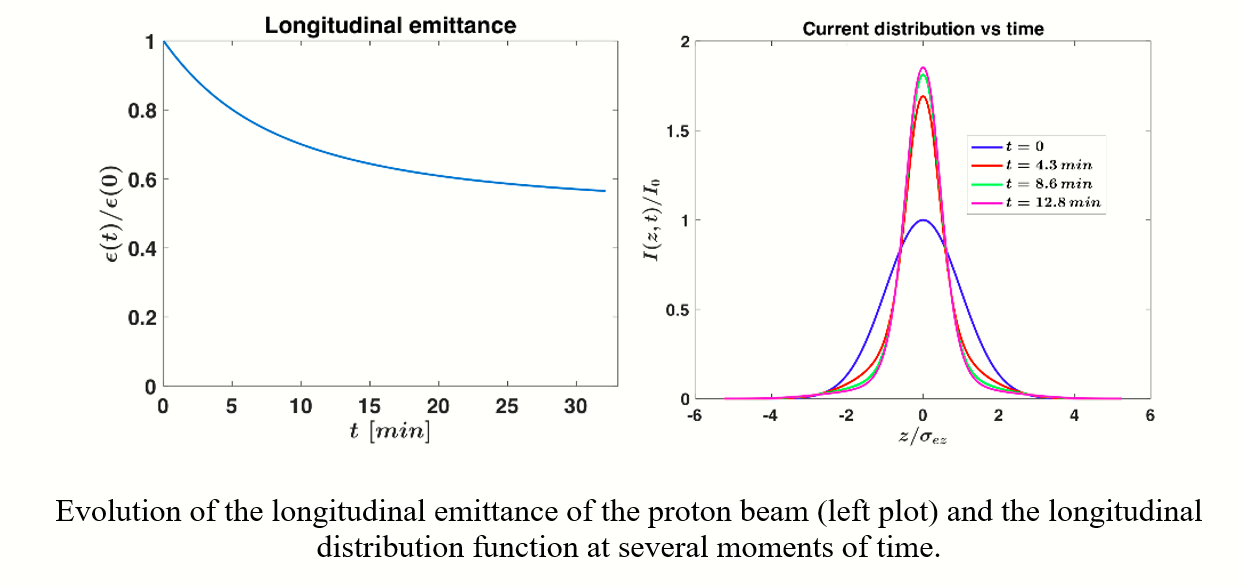 Longitudinal emittance
1
0.8
0.6
0.4
0.2
0
ϵ(t)/ϵ(0)
0 5 10 15 20 25 30
t [min]
Current distribution vs time
2
1.5
1
0.5
0
I(z, t)/I₀
t = 0
t = 4.3 min
t = 8.6 min
t = 12.8 min
-6 -4 -2 0 2 4 6
z/σ_ez
Evolution of the longitudinal emittance of the proton beam (left plot) and the longitudinal
distribution function at several moments of time.